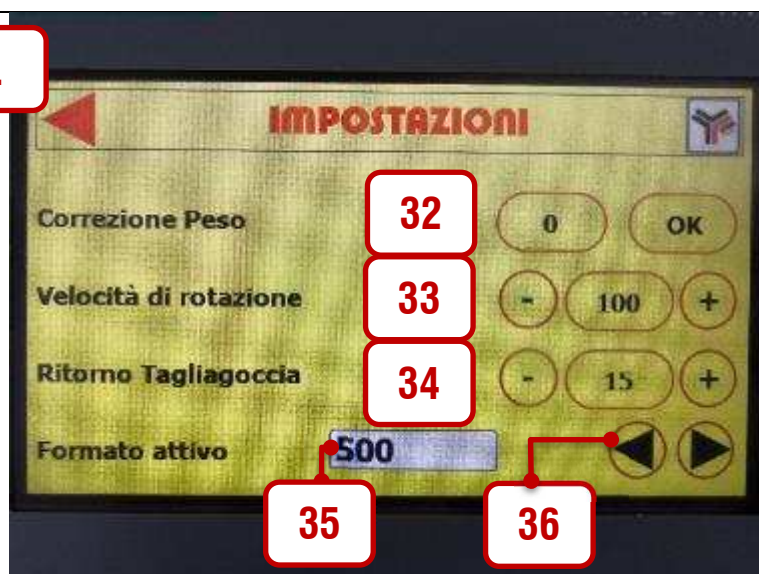 IMPOSTAZIONI
Correzione Peso 32 0 OK
Velocità di rotazione 33 - 100 +
Ritorno Tagliagoccia 34 - 15 +
Formato attivo 500
35 36